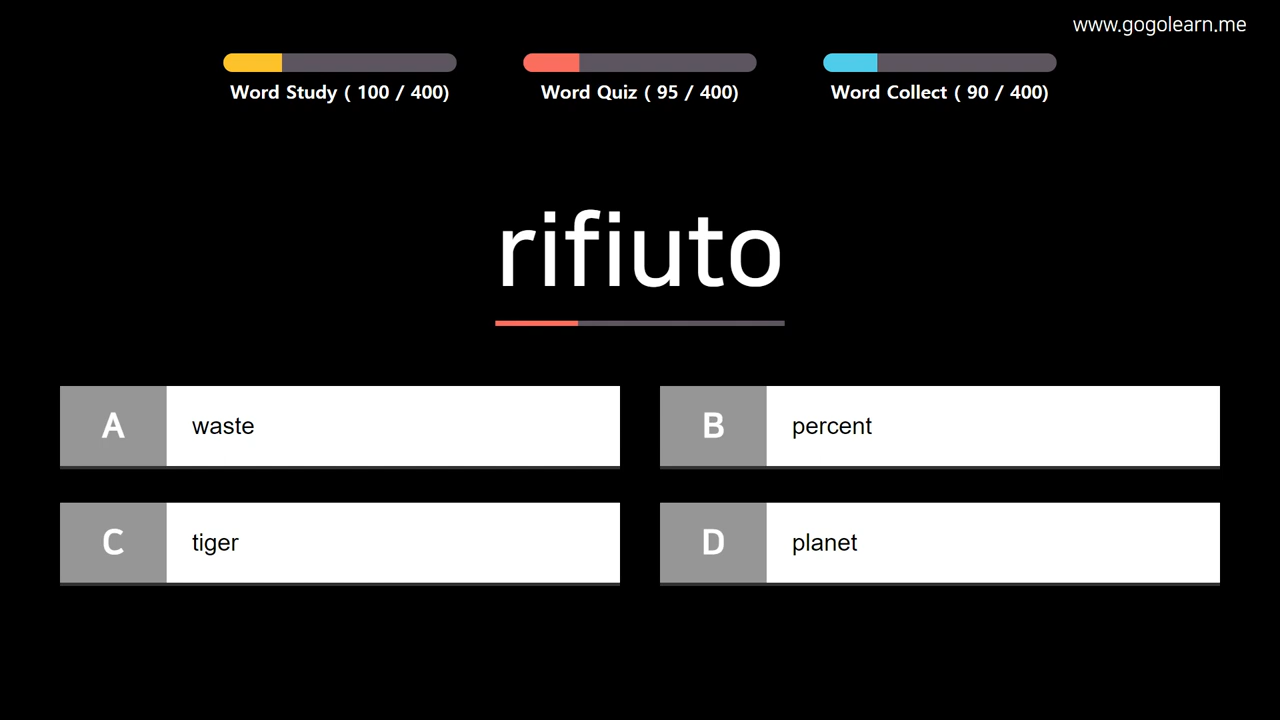 www.gogolearn.me
Word Study ( 100 / 400)
Word Quiz ( 95 / 400)
Word Collect ( 90 / 400)
rifiuto
A waste
B percent
C tiger
D planet